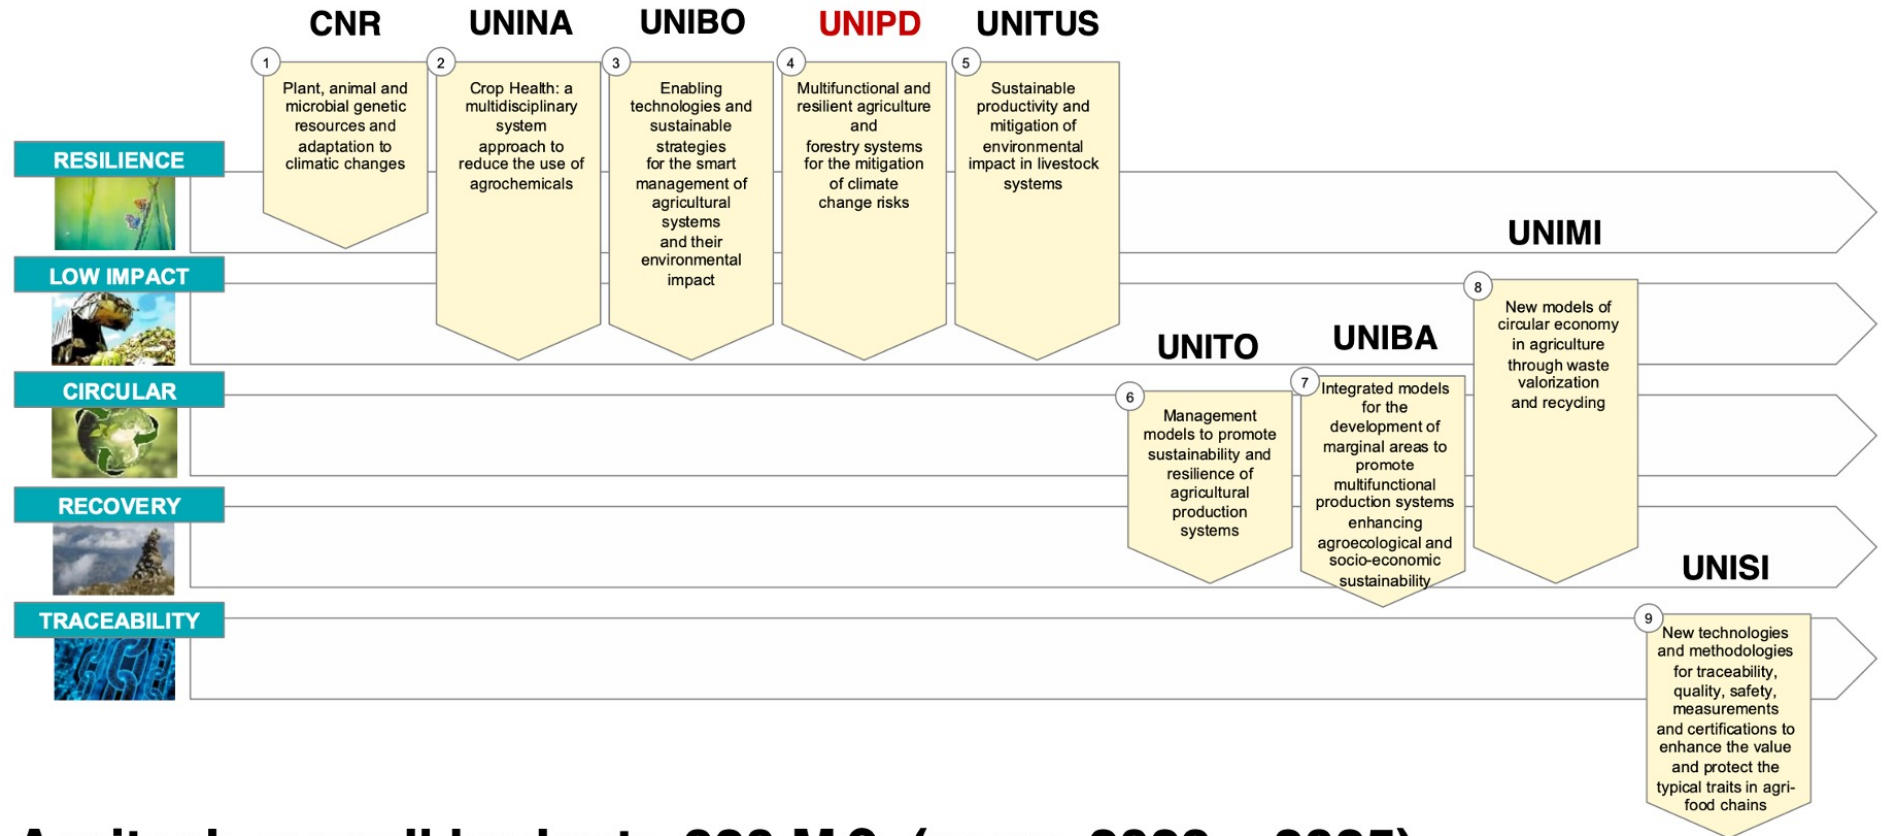 CNR
UNINA
UNIBO
UNIPD
UNITUS
1
Plant, animal and
microbial genetic
resources and
adaptation to
climatic changes
2
Crop Health: a
multidisciplinary
system
approach to
reduce the use of
agrochemicals
3
Enabling
technologies and
sustainable
strategies
for the smart
management of
agricultural
systems
and their
environmental
impact
4
Multifunctional and
resilient agriculture
and
forestry systems
for the mitigation
of climate
change risks
5
Sustainable
productivity and
mitigation of
environmental
impact in livestock
systems
RESILIENCE
LOW IMPACT
CIRCULAR
RECOVERY
TRACEABILITY
UNITO
6
Management
models to promote
sustainability and
resilience of
agricultural
production
systems
UNIBA
7
Integrated models
for the
development of
marginal areas to
promote
multifunctional
production systems
enhancing
agroecological and
socio-economic
sustainability
UNIMI
8
New models of
circular economy
in agriculture
through waste
valorization
and recycling
UNISI
9
New technologies
and methodologies
for traceability,
quality, safety,
measurements
and certifications to
enhance the value
and protect the
typical traits in agri-
food chains